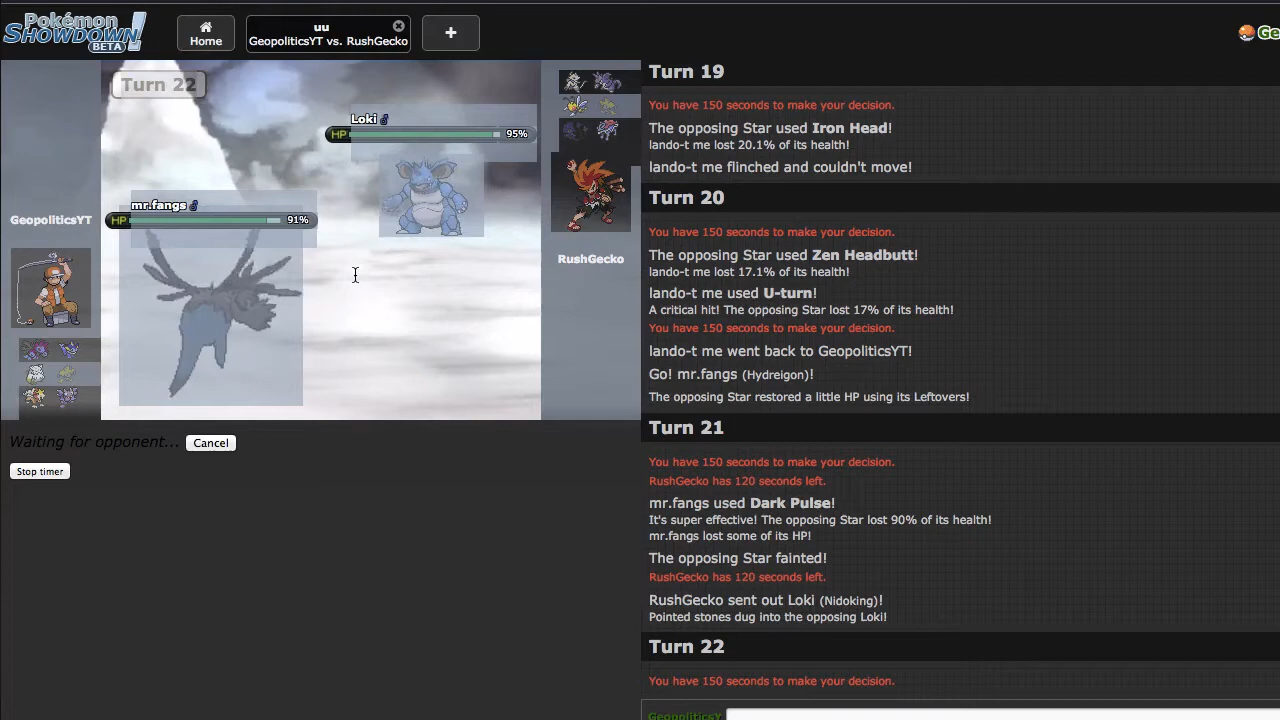 Pokémon
SHOWDOWN!
BETA
Home
uu
GeopoliticsYT vs. RushGecko
+
Ge
Turn 22
Loki ♂
HP 95%
mr.fangs ♂
HP 91%
GeopoliticsYT
RushGecko
Waiting for opponent... Cancel
Stop timer
Turn 19
You have 150 seconds to make your decision.
The opposing Star used Iron Head!
lando-t me lost 20.1% of its health!
lando-t me flinched and couldn't move!
Turn 20
You have 150 seconds to make your decision.
The opposing Star used Zen Headbutt!
lando-t me lost 17.1% of its health!
lando-t me used U-turn!
A critical hit! The opposing Star lost 17% of its health!
You have 150 seconds to make your decision.
lando-t me went back to GeopoliticsYT!
Go! mr.fangs (Hydreigon)!
The opposing Star restored a little HP using its Leftovers!
Turn 21
You have 150 seconds to make your decision.
RushGecko has 120 seconds left.
mr.fangs used Dark Pulse!
It's super effective! The opposing Star lost 90% of its health!
mr.fangs lost some of its HP!
The opposing Star fainted!
RushGecko has 120 seconds left.
RushGecko sent out Loki (Nidoking)!
Pointed stones dug into the opposing Loki!
Turn 22
You have 150 seconds to make your decision.
GeopoliticsY